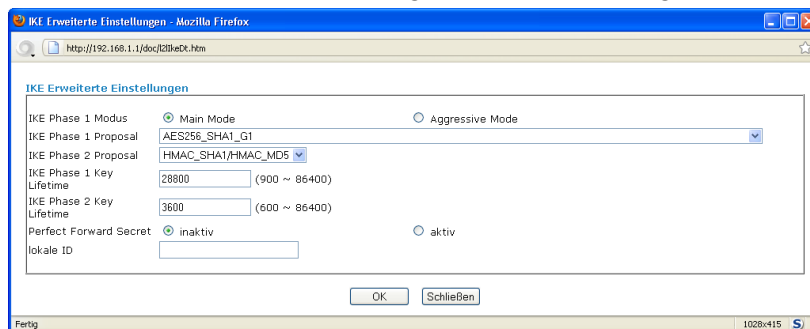 IKE Erweiterte Einstellungen - Mozilla Firefox
http://192.168.1.1/doc/l2lIkeDt.htm
IKE Erweiterte Einstellungen
IKE Phase 1 Modus Main Mode Aggressive Mode
IKE Phase 1 Proposal AES256_SHA1_G1
IKE Phase 2 Proposal HMAC_SHA1/HMAC_MD5
IKE Phase 1 Key
Lifetime 28800 (900 ~ 86400)
IKE Phase 2 Key
Lifetime 3600 (600 ~ 86400)
Perfect Forward Secret inaktiv aktiv
lokale ID
OK Schließen
Fertig 1028x415 S